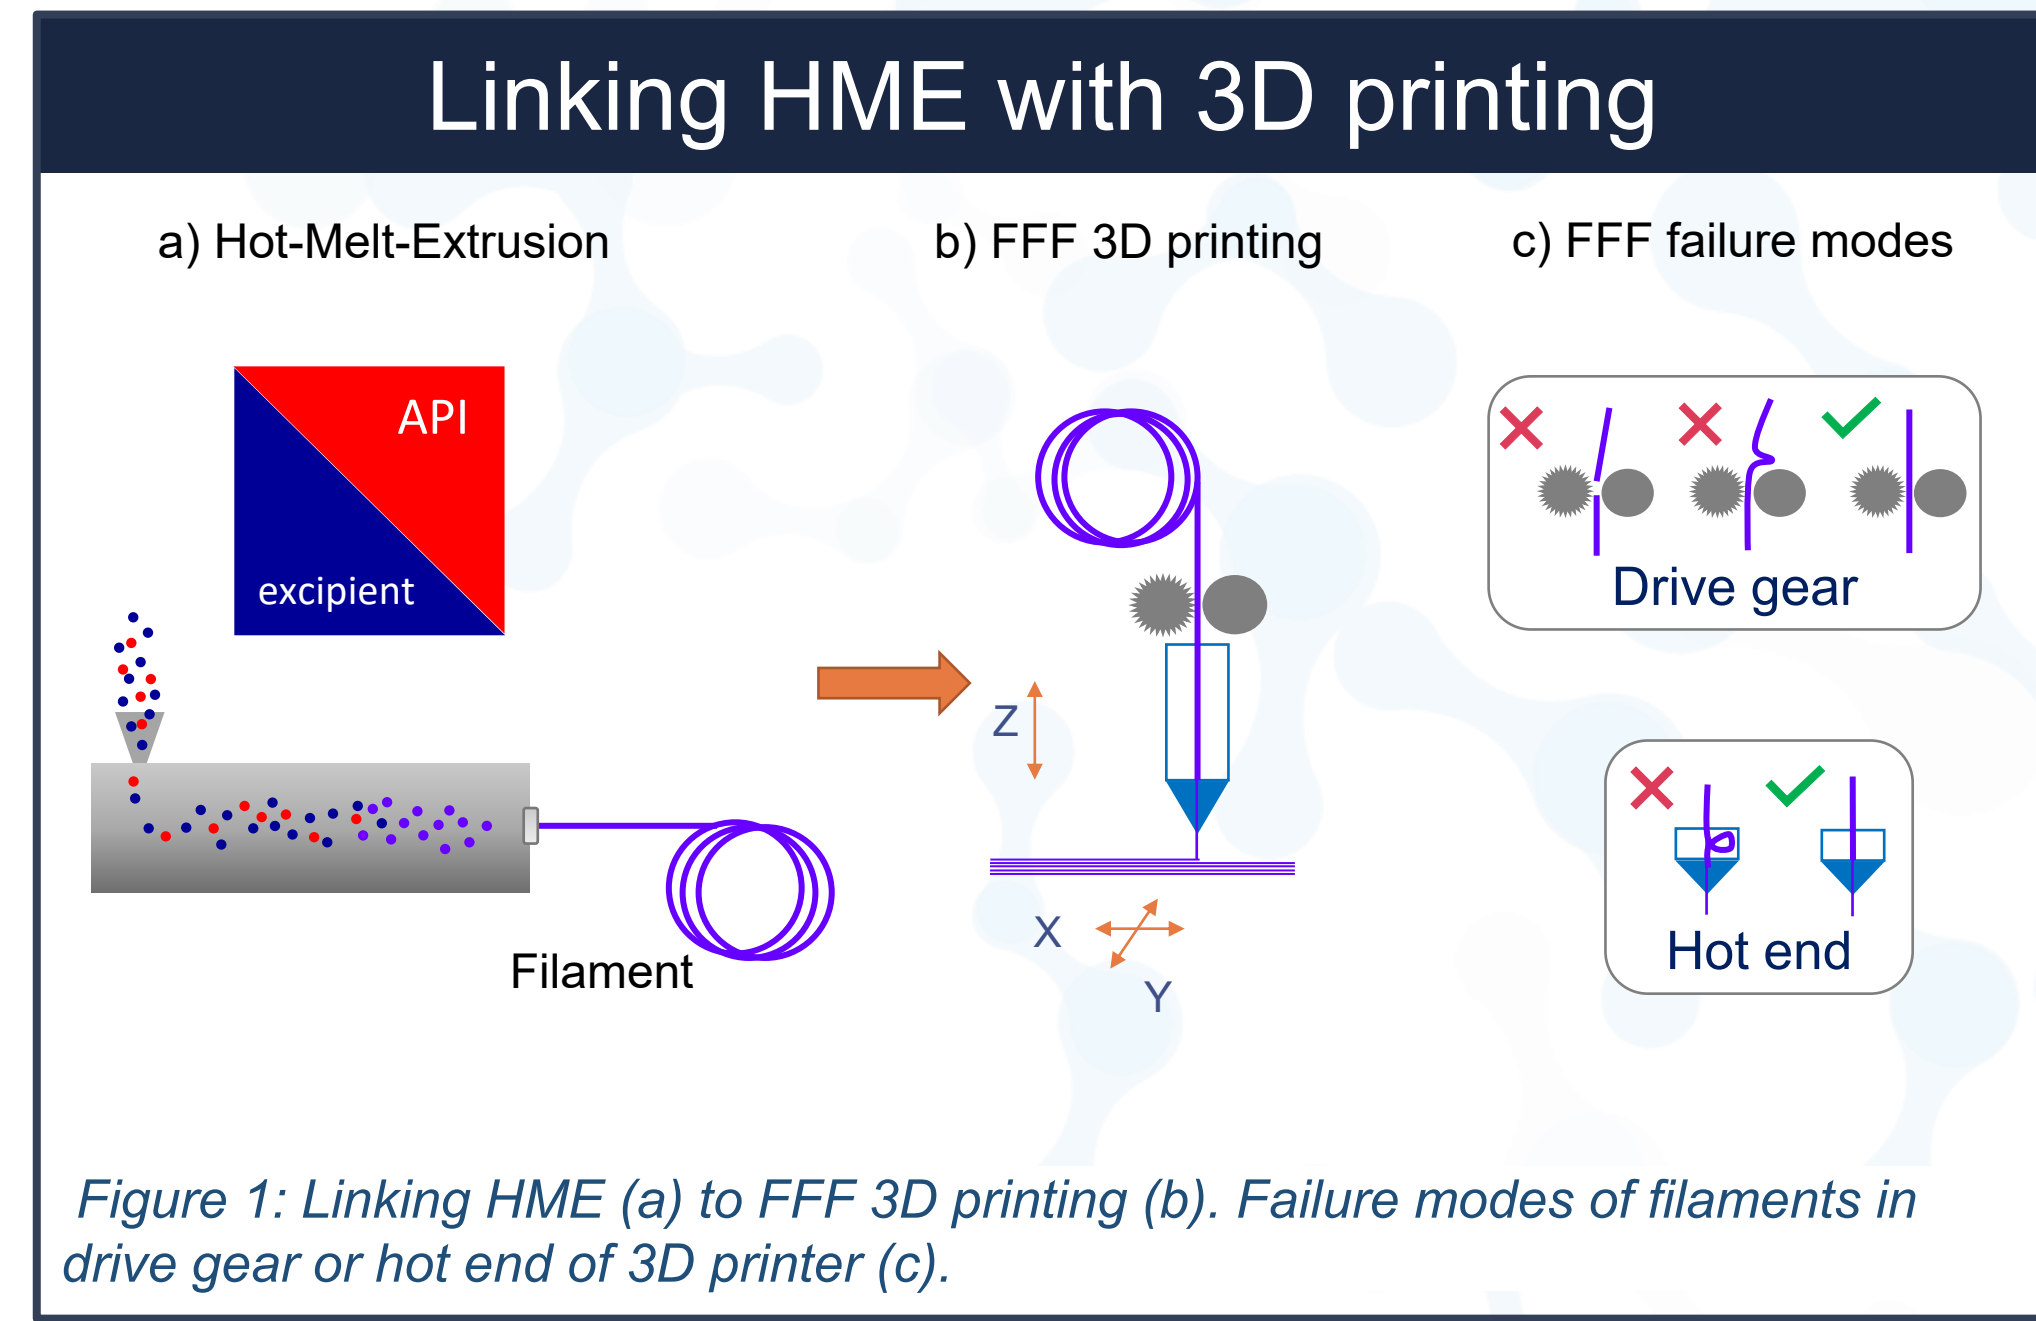 Linking HME with 3D printing
a) Hot-Melt-Extrusion
b) FFF 3D printing
c) FFF failure modes
API
excipient
Filament
Z
X
Y
Drive gear
Hot end
Figure 1: Linking HME (a) to FFF 3D printing (b). Failure modes of filaments in
drive gear or hot end of 3D printer (c).